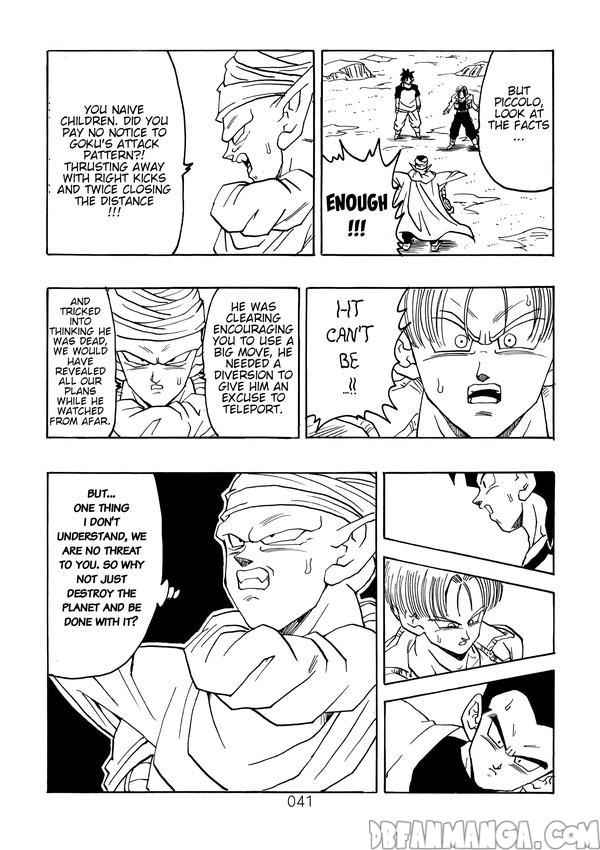 BUT
PICCOLO,
LOOK AT
THE FACTS
...
ENOUGH
!!!
YOU NAIVE
CHILDREN. DID YOU
PAY NO NOTICE TO
GOKU'S ATTACK
PATTERN?!
THRUSTING AWAY
WITH RIGHT KICKS
AND TWICE CLOSING
THE DISTANCE
!!!
I-IT
CAN'T
BE
...!!
HE WAS
CLEARING
ENCOURAGING
YOU TO USE A
BIG MOVE, HE
NEEDED A
DIVERSION TO
GIVE HIM AN
EXCUSE TO
TELEPORT.
AND
TRICKED
INTO
THINKING HE
WAS DEAD,
WE WOULD
HAVE
REVEALED
ALL OUR
PLANS
WHILE HE
WATCHED
FROM AFAR.
BUT...
ONE THING
I DON'T
UNDERSTAND, WE
ARE NO THREAT
TO YOU. SO WHY
NOT JUST
DESTROY THE
PLANET AND BE
DONE WITH IT?
041
DBFANMANGA.COM